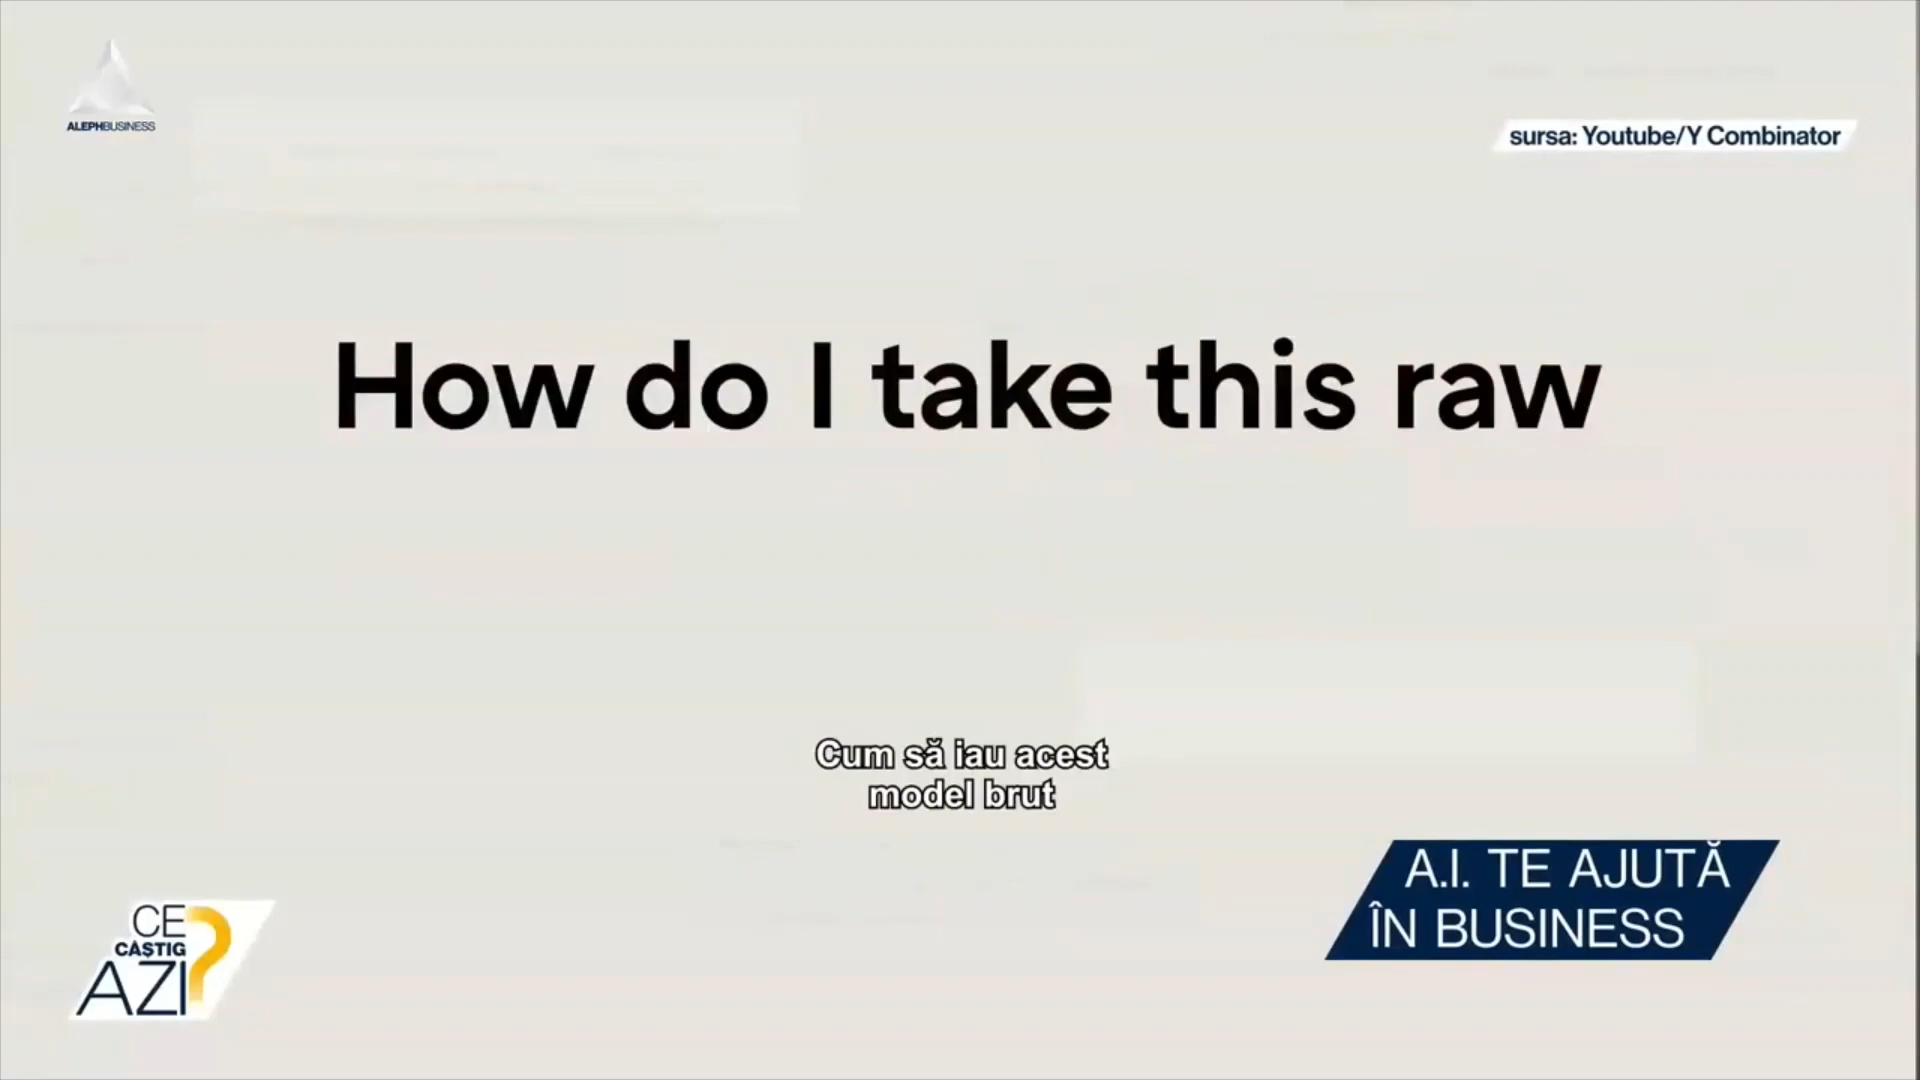 ALEPHBUSINESS
sursa: Youtube/Y Combinator
How do I take this raw
Cum să iau acest
model brut
A.I. TE AJUTĂ
ÎN BUSINESS
CE
CÂȘTIG
AZI?